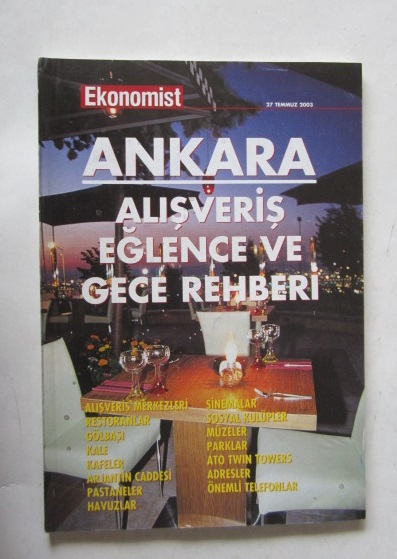 Ekonomist
27 TEMMUZ 2003
ANKARA
ALIŞVERİŞ
EĞLENCE VE
GECE REHBERİ
ALIŞVERİŞ MERKEZLERİ
RESTORANLAR
GÖLBAŞI
KALE
KAFELER
ARJANTİN CADDESİ
PASTANELER
HAVUZLAR
SİNEMALAR
SOSYAL KULÜPLER
MÜZELER
PARKLAR
ATO TWIN TOWERS
ADRESLER
ÖNEMLİ TELEFONLAR